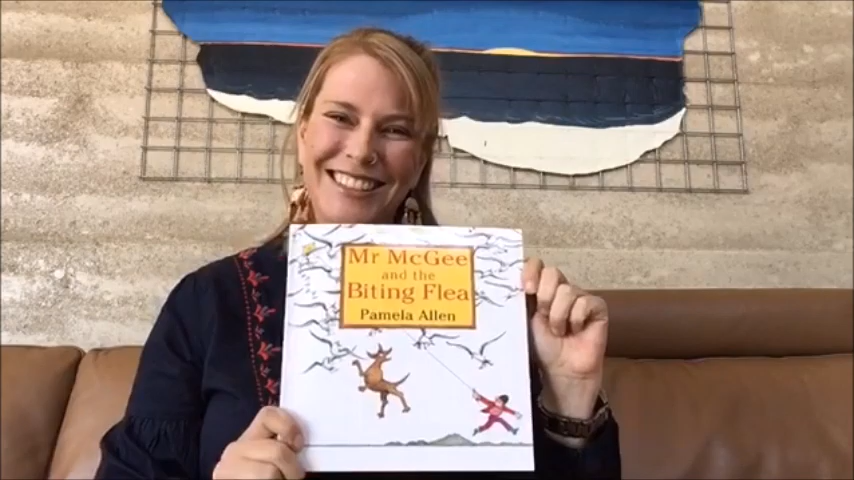 Mr McGee
and the
Biting Flea
Pamela Allen